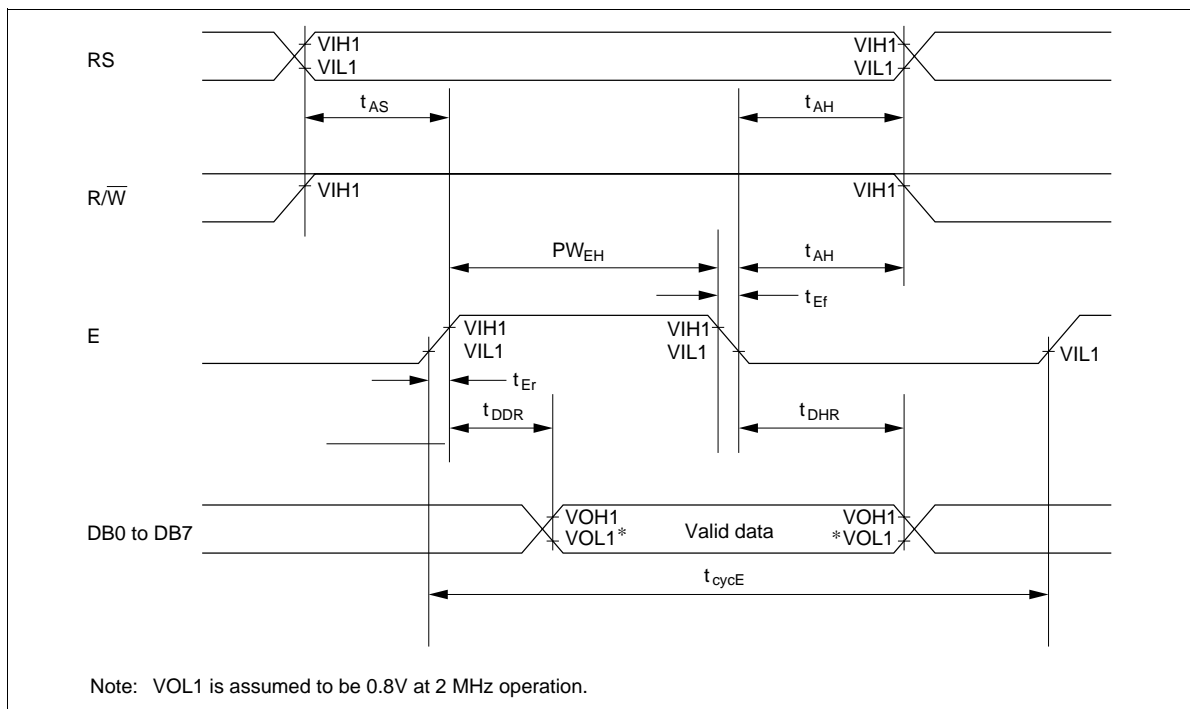 RS
VIH1
VIL1
VIH1
VIL1
tAS
tAH
R/W̅
VIH1
VIH1
PWEH
tAH
tEf
E
VIH1
VIL1
VIH1
VIL1
VIL1
tEr
tDDR
tDHR
DB0 to DB7
VOH1
VOL1*
Valid data
VOH1
*VOL1
tcycE
Note: VOL1 is assumed to be 0.8V at 2 MHz operation.